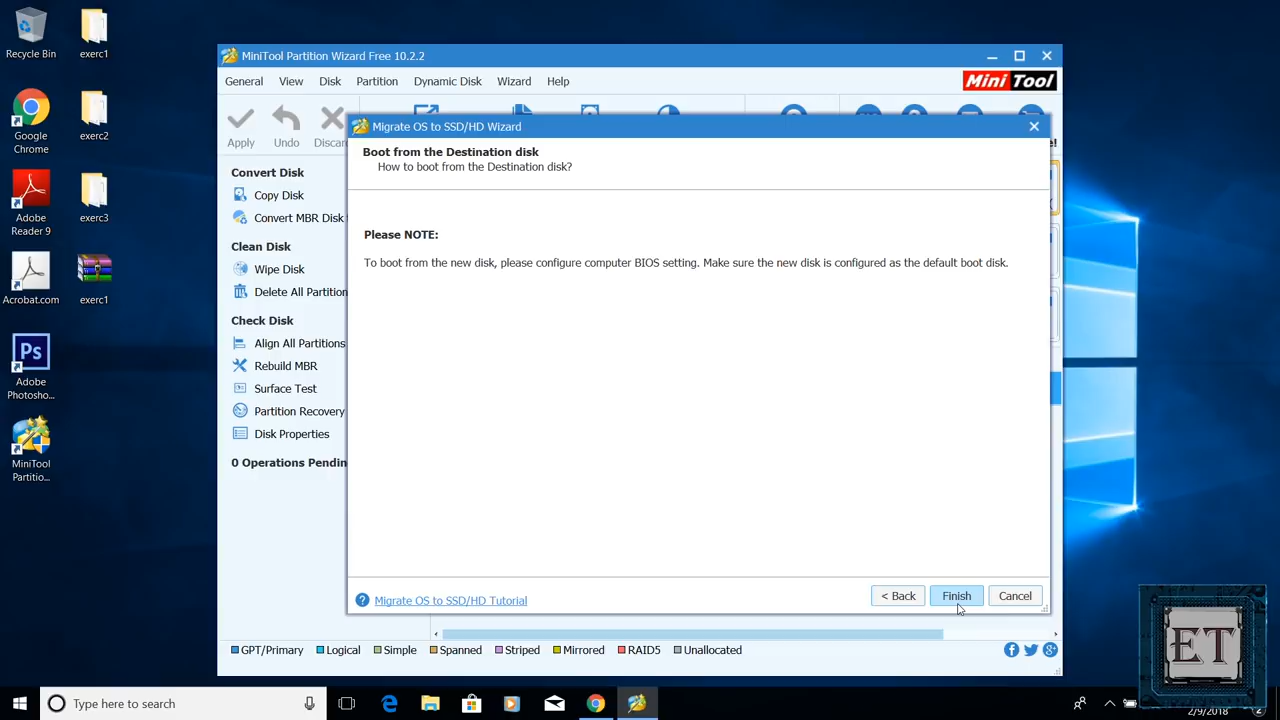 Recycle Bin
exerc1
Google
Chrome
exerc2
Adobe
Reader 9
exerc3
Acrobat.com
exerc1
Ps
Adobe
Photosho...
MiniTool
Partitio...
MiniTool Partition Wizard Free 10.2.2
General View Disk Partition Dynamic Disk Wizard Help
Mini Tool
Apply Undo Discar
Convert Disk
Copy Disk
Convert MBR Disk
Clean Disk
Wipe Disk
Delete All Partition
Check Disk
Align All Partitions
Rebuild MBR
Surface Test
Partition Recovery
Disk Properties
0 Operations Pendin
Migrate OS to SSD/HD Wizard
Boot from the Destination disk
How to boot from the Destination disk?
Please NOTE:
To boot from the new disk, please configure computer BIOS setting. Make sure the new disk is configured as the default boot disk.
Migrate OS to SSD/HD Tutorial
< Back Finish Cancel
GPT/Primary Logical Simple Spanned Striped Mirrored RAID5 Unallocated
ET
Type here to search
2/9/2018